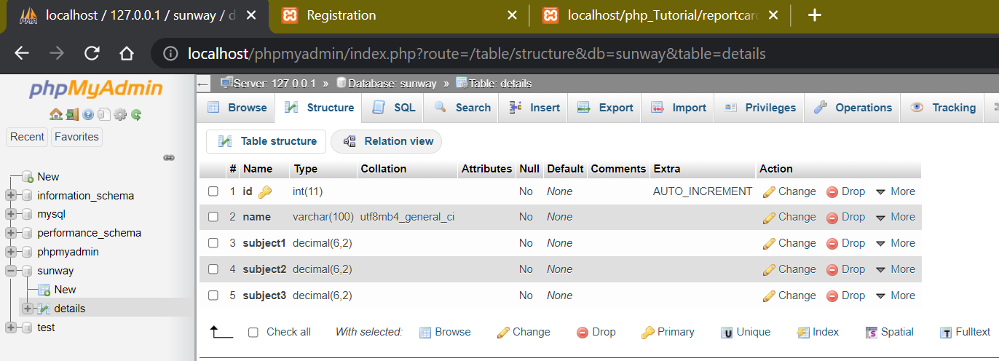 localhost / 127.0.0.1 / sunway / d
Registration
localhost/php_Tutorial/reportcar
localhost/phpmyadmin/index.php?route=/table/structure&db=sunway&table=details
phpMyAdmin
Recent Favorites
New
information_schema
mysql
performance_schema
phpmyadmin
sunway
New
details
test
Server: 127.0.0.1 » Database: sunway » Table: details
Browse Structure SQL Search Insert Export Import Privileges Operations Tracking
Table structure Relation view
# Name Type Collation Attributes Null Default Comments Extra Action
1 id int(11) No None AUTO_INCREMENT Change Drop More
2 name varchar(100) utf8mb4_general_ci No None Change Drop More
3 subject1 decimal(6,2) No None Change Drop More
4 subject2 decimal(6,2) No None Change Drop More
5 subject3 decimal(6,2) No None Change Drop More
Check all With selected: Browse Change Drop Primary Unique Index Spatial Fulltext